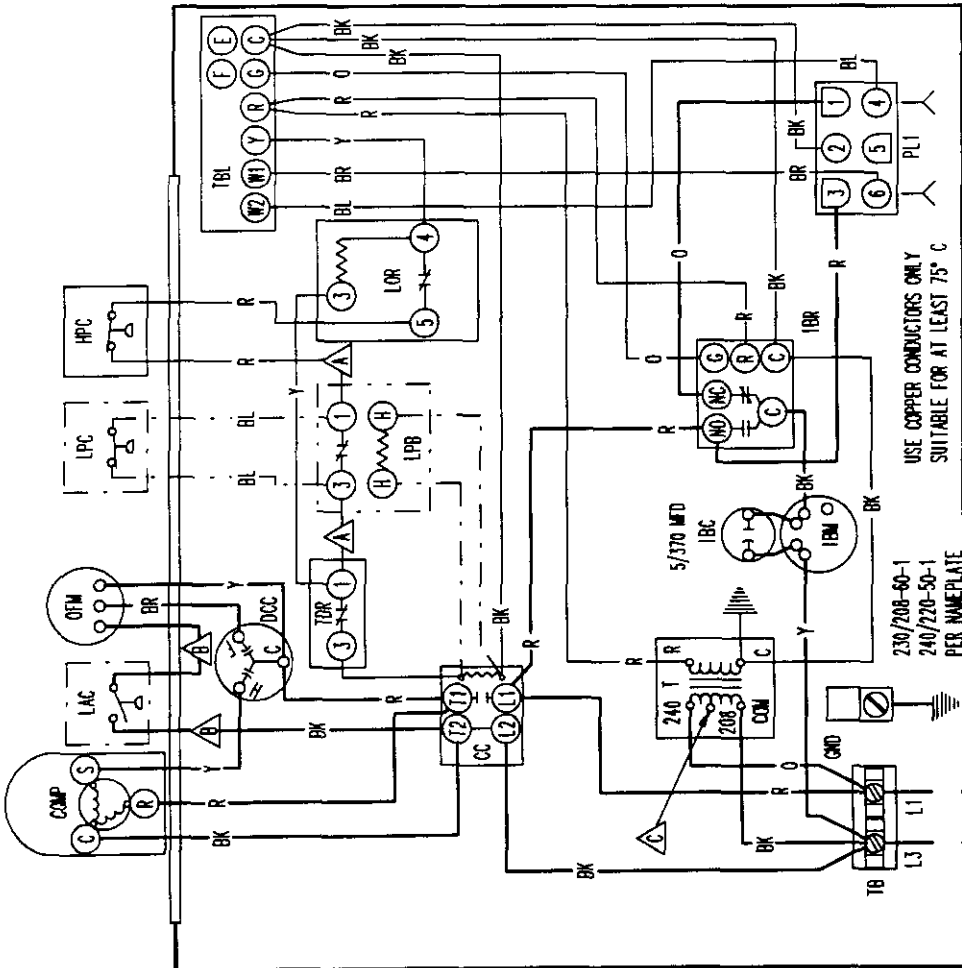 COMP
C
S
R
LAC
OFM
LPC
HPC
BK
R
Y
B
B
BR
Y
BL
BL
R
R
H
F
C
DCC
BK
R
TDR
3
1
A
3
1
H
H
LPB
A
Y
3
4
5
LOR
TB1
W2
W1
Y
R
G
C
F
E
BL
BR
Y
R
R
O
BK
BK
BK
T2
T1
L2
L1
CC
BK
R
BK
R
T
240
208
COM
R
C
C
R
BK
O
R
BK
GND
TB
L3
L1
Y
5/370 MFD
IBC
IBM
BK
BK
NO
NC
G
R
C
C
IBR
R
O
O
R
BK
R
BR
BK
BL
3
2
1
6
5
4
PL1
230/208-60-1
240/220-50-1
PER NAMEPLATE
USE COPPER CONDUCTORS ONLY
SUITABLE FOR AT LEAST 75° C